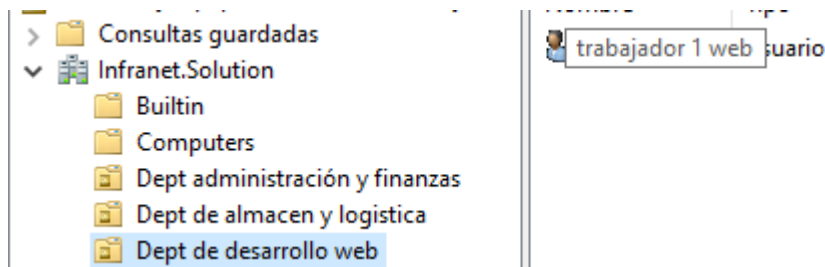 Consultas guardadas
Infranet.Solution
Builtin
Computers
Dept administración y finanzas
Dept de almacen y logistica
Dept de desarrollo web
trabajador 1 web
suario